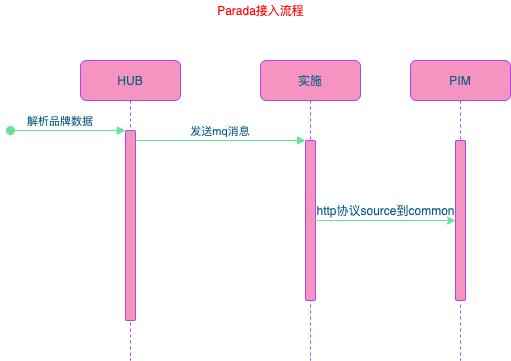 Parada接入流程
HUB
实施
PIM
解析品牌数据
发送mq消息
http协议source到common